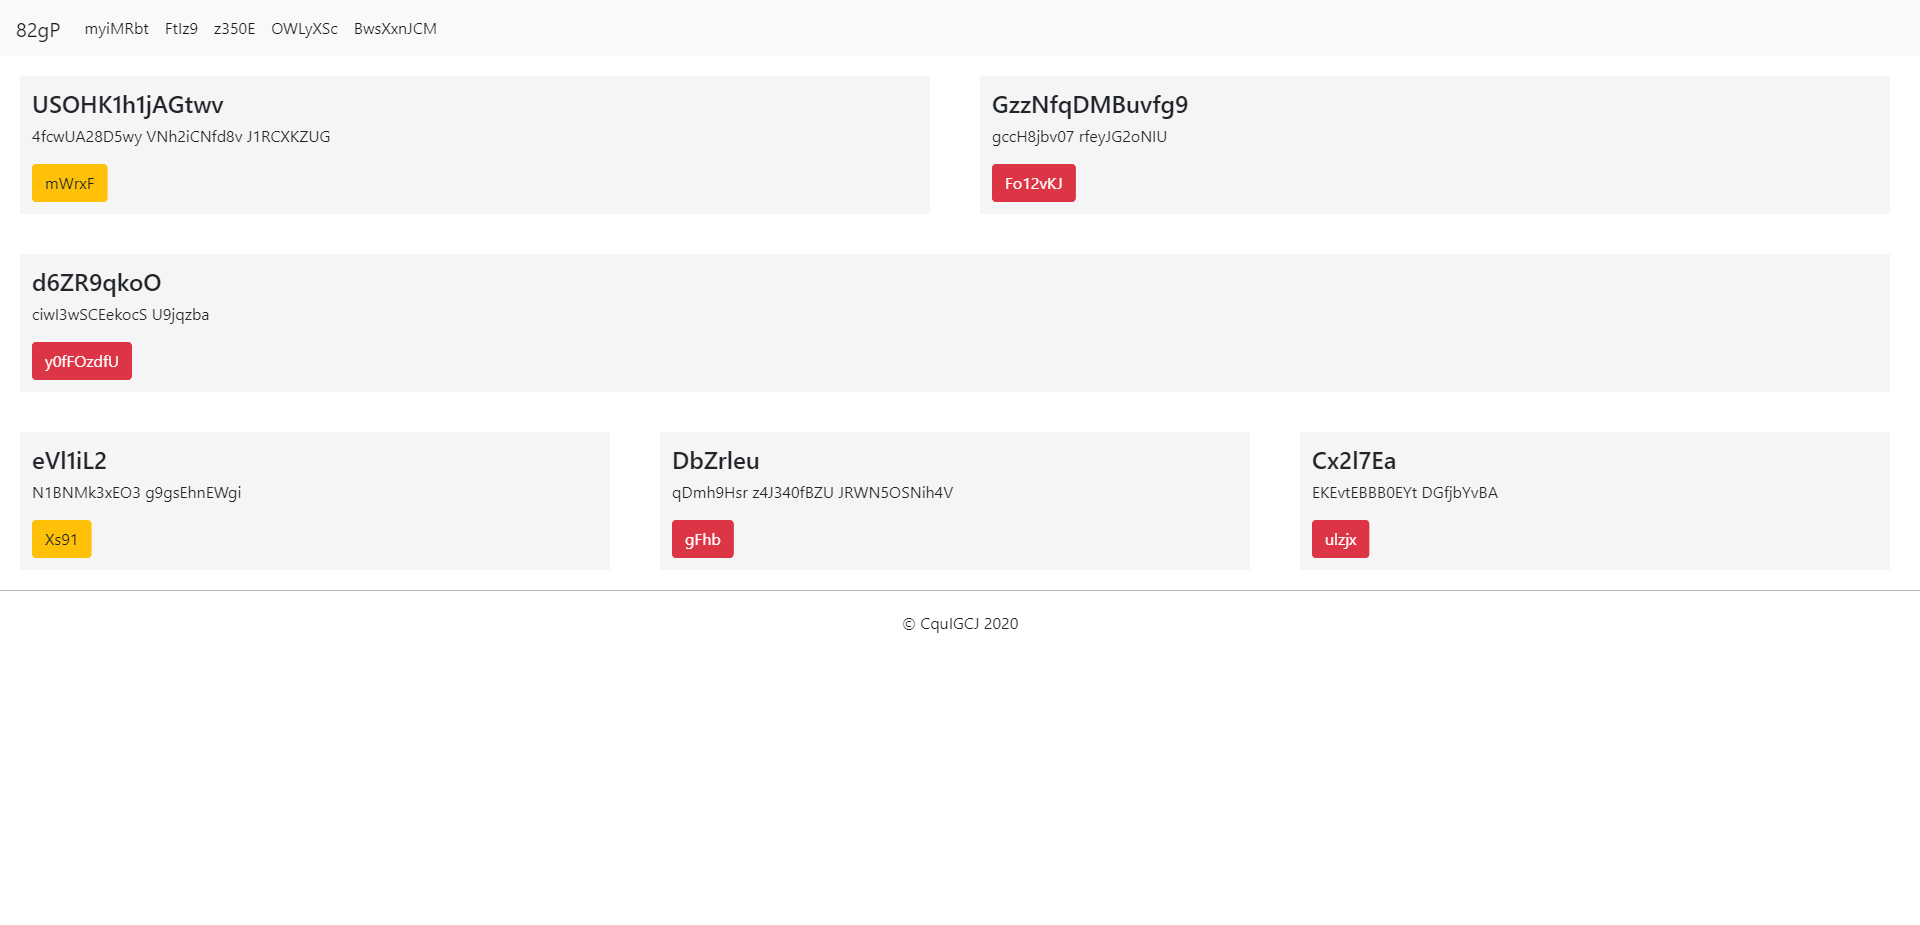 82gP myiMRbt FtIz9 z350E OWLyXSc BwsXxnJCM
USOHK1h1jAGtwv
4fcwUA28D5wy VNh2iCNfd8v J1RCXKZUG
mWrxF
GzzNfqDMBuvfg9
gccH8jbv07 rfeyJG2oNIU
Fo12vKJ
d6ZR9qkoO
ciwI3wSCEekocS U9jqzba
y0fFOzdfU
eVl1iL2
N1BNMk3xEO3 g9gsEhnEWgi
Xs91
DbZrleu
qDmh9Hsr z4J340fBZU JRWN5OSNih4V
gFhb
Cx2l7Ea
EKEvtEBBB0EYt DGfjbYvBA
ulzjx
© CquIGCJ 2020